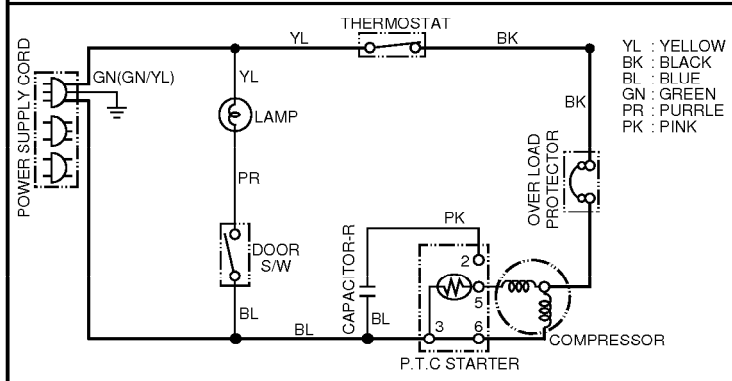 THERMOSTAT
YL
BK
YL : YELLOW
BK : BLACK
BL : BLUE
GN : GREEN
PR : PURRLE
PK : PINK
POWER SUPPLY CORD
GN(GN/YL)
YL
LAMP
BK
OVER LOAD
PROTECTOR
PR
DOOR
S/W
CAPACITOR-R
PK
2
5
BL
BL
BL
3
6
COMPRESSOR
P.T.C STARTER